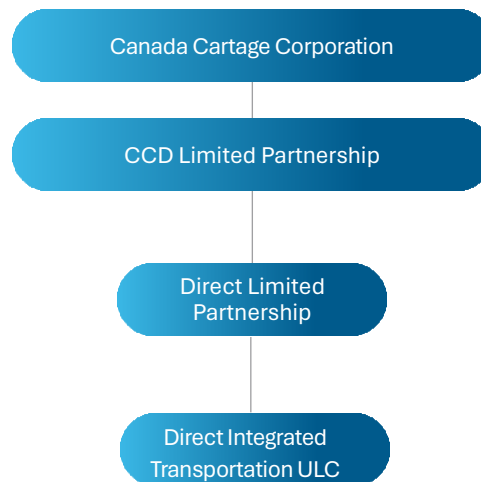 Canada Cartage Corporation
CCD Limited Partnership
Direct Limited
Partnership
Direct Integrated
Transportation ULC